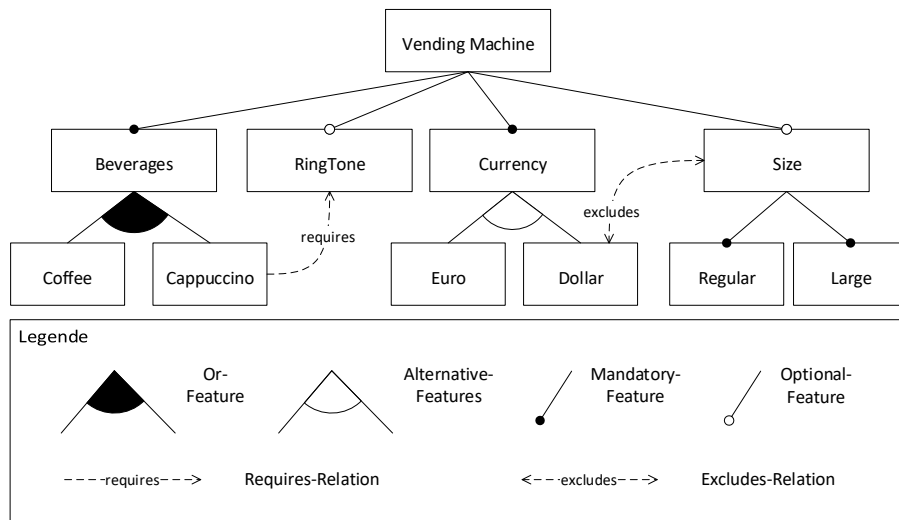 Vending Machine
Beverages
RingTone
Currency
Size
excludes
requires
Coffee
Cappuccino
Euro
Dollar
Regular
Large
Legende
Or-
Feature
Alternative-
Features
Mandatory-
Feature
Optional-
Feature
requires
Requires-Relation
excludes
Excludes-Relation